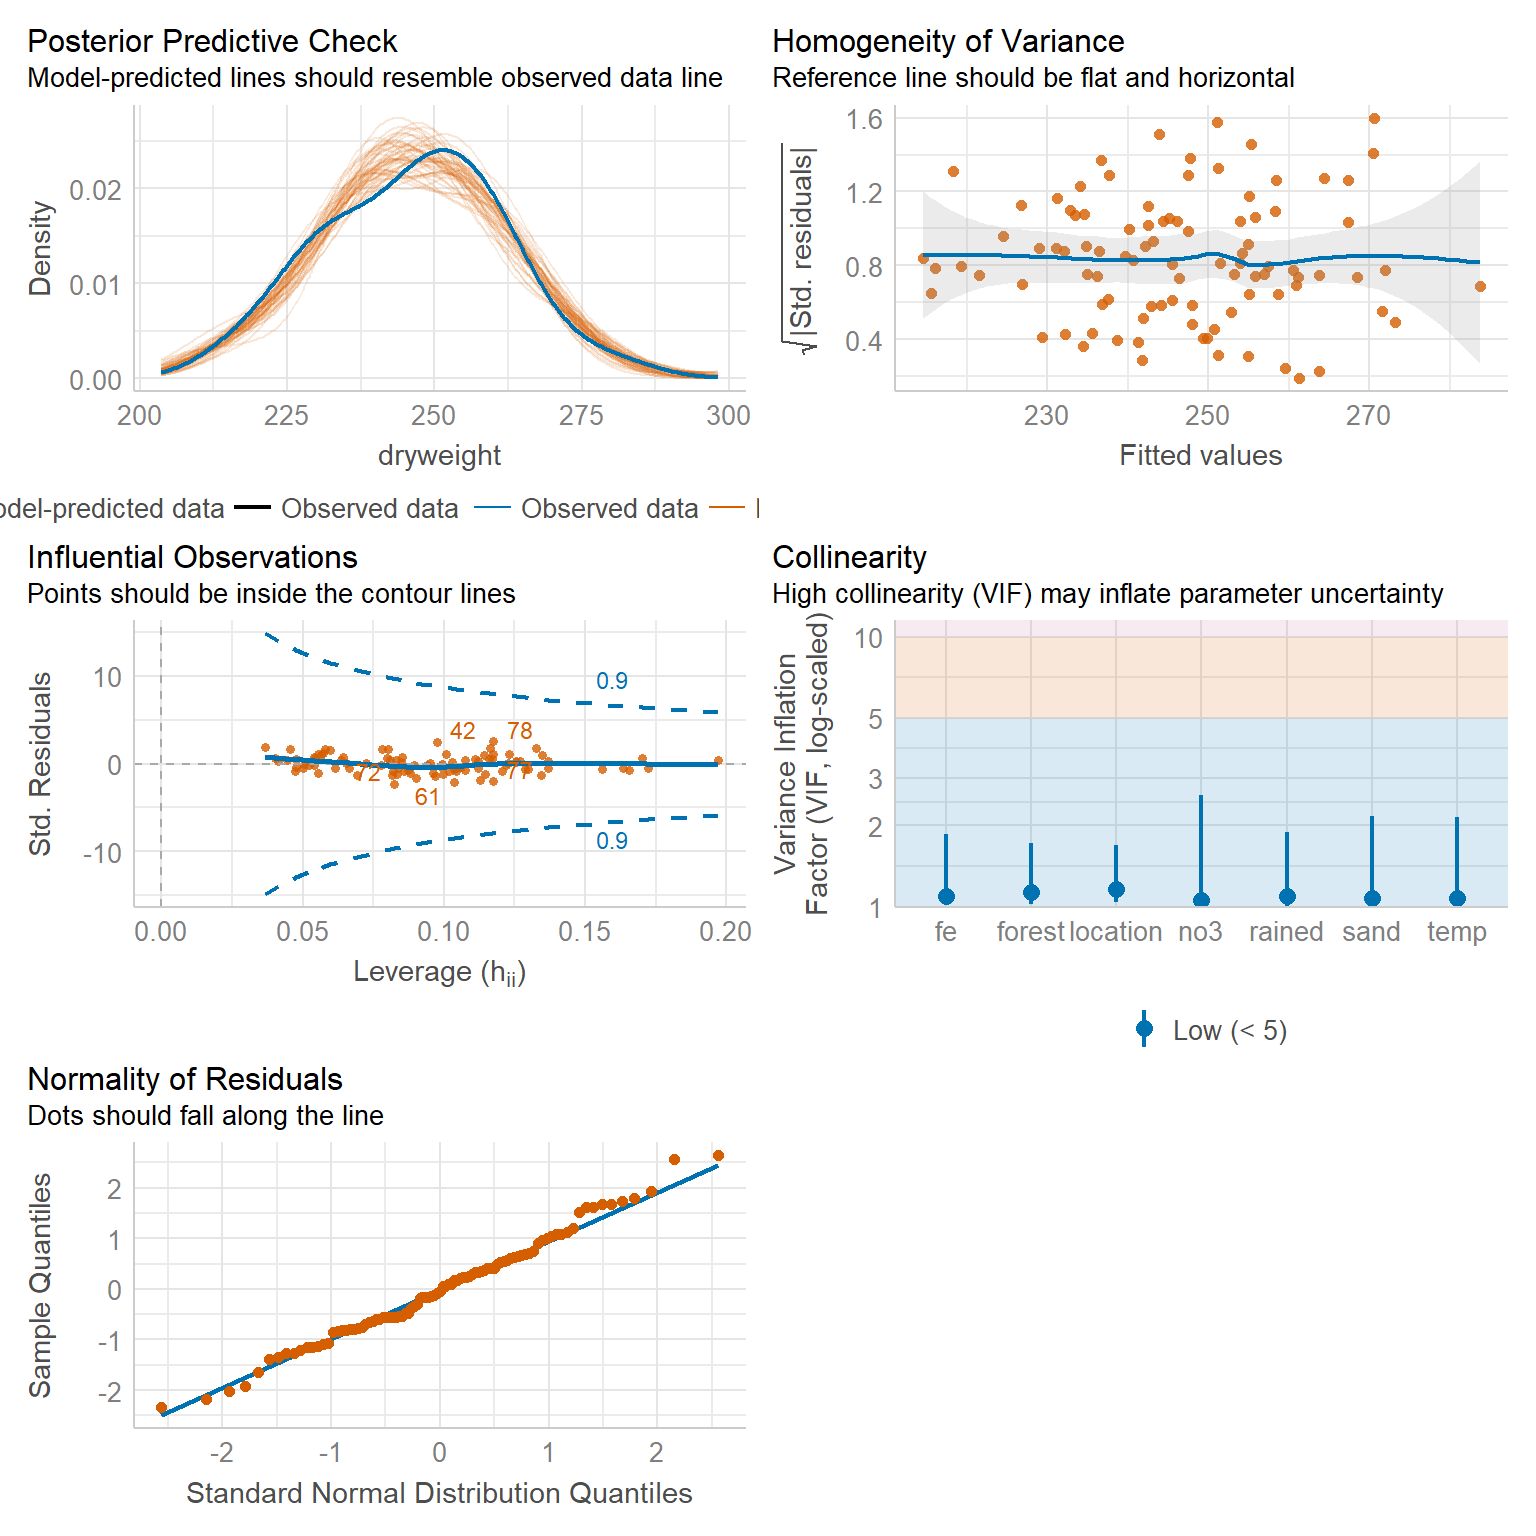 Posterior Predictive Check
Model-predicted lines should resemble observed data line
Density
0.02
0.01
0.00
200 225 250 275 300
dryweight
odel-predicted data Observed data Observed data
Homogeneity of Variance
Reference line should be flat and horizontal
√|Std. residuals|
1.6
1.2
0.8
0.4
230 250 270
Fitted values
Influential Observations
Points should be inside the contour lines
Std. Residuals
10
0
-10
0.9
42 78
72 77
61
0.9
0.00 0.05 0.10 0.15 0.20
Leverage (hii)
Collinearity
High collinearity (VIF) may inflate parameter uncertainty
Variance Inflation
Factor (VIF, log-scaled)
10
5
3
2
1
fe forest location no3 rained sand temp
Low (< 5)
Normality of Residuals
Dots should fall along the line
Sample Quantiles
2
1
0
-1
-2
-2 -1 0 1 2
Standard Normal Distribution Quantiles